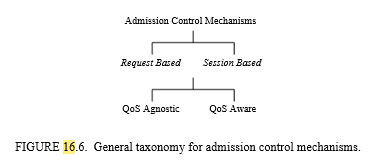 Admission Control Mechanisms
Request Based Session Based
QoS Agnostic QoS Aware
FIGURE 16.6. General taxonomy for admission control mechanisms.